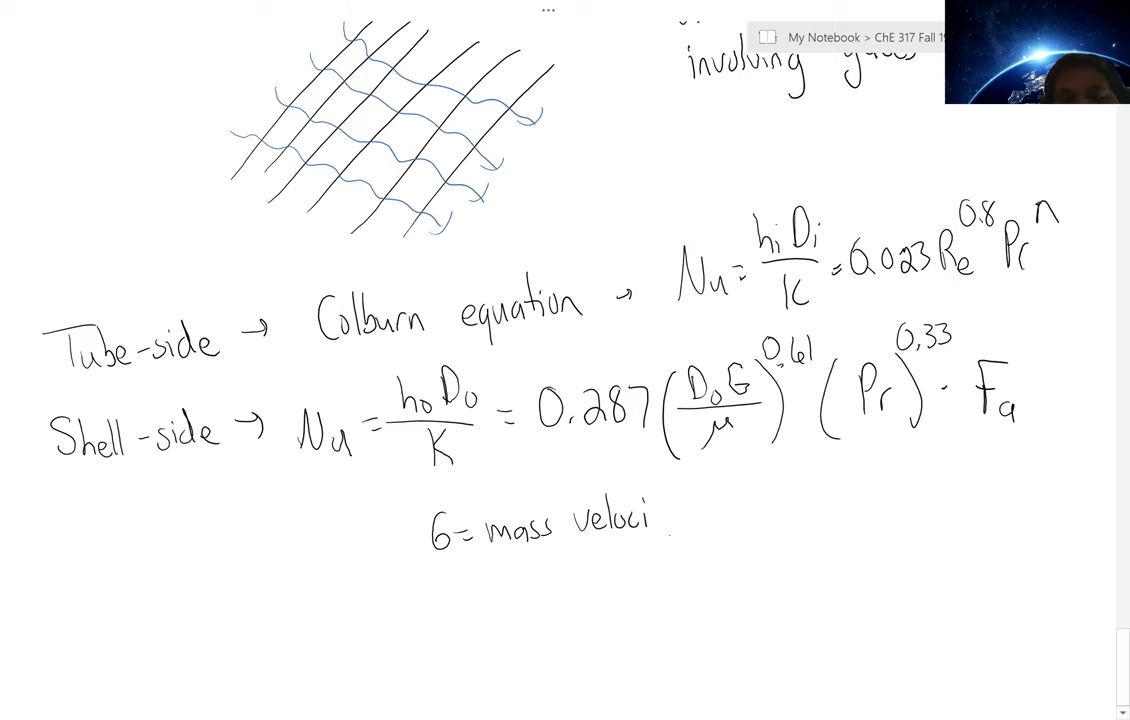 My Notebook > ChE 317 Fall 19
involving
Tube-side → Colburn equation → Nu = hᵢDᵢ/K = 0.023 Re^0.8 Pr^n
Shell-side → Nu = h₀D₀/K = 0.287 (D₀G/μ)^0.61 (Pr)^0.33 · Fa
G = mass veloci